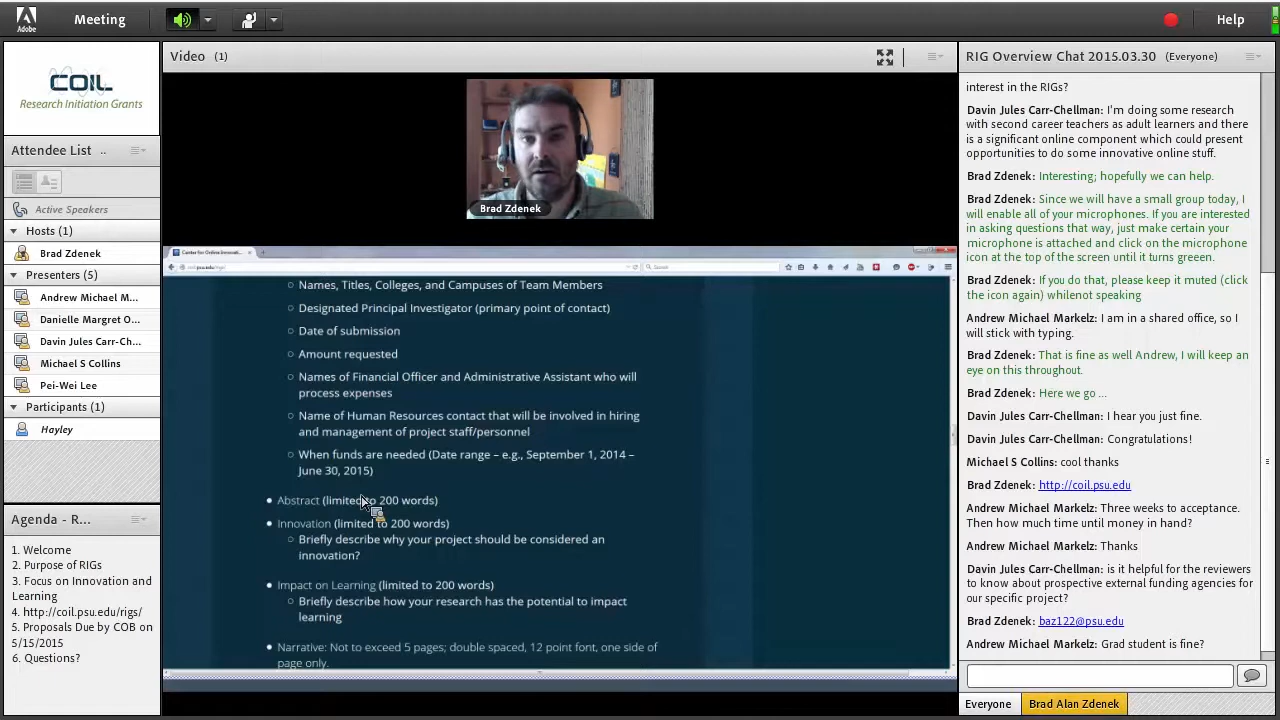 Adobe
Meeting
Help
COIL
Research Initiation Grants
Attendee List ..
Active Speakers
Hosts (1)
Brad Zdenek
Presenters (5)
Andrew Michael M...
Danielle Margret O...
Davin Jules Carr-Ch...
Michael S Collins
Pei-Wei Lee
Participants (1)
Hayley
Agenda - R...
1. Welcome
2. Purpose of RIGs
3. Focus on Innovation and
Learning
4. http://coil.psu.edu/rigs/
5. Proposals Due by COB on
5/15/2015
6. Questions?
Video (1)
Brad Zdenek
Center for Online Innovati...
coil.psu.edu/rigs/
Search
Names, Titles, Colleges, and Campuses of Team Members
Designated Principal Investigator (primary point of contact)
Date of submission
Amount requested
Names of Financial Officer and Administrative Assistant who will
process expenses
Name of Human Resources contact that will be involved in hiring
and management of project staff/personnel
When funds are needed (Date range – e.g., September 1, 2014 –
June 30, 2015)
Abstract (limited to 200 words)
Innovation (limited to 200 words)
Briefly describe why your project should be considered an
innovation?
Impact on Learning (limited to 200 words)
Briefly describe how your research has the potential to impact
learning
Narrative: Not to exceed 5 pages; double spaced, 12 point font, one side of
page only.
RIG Overview Chat 2015.03.30 (Everyone)
interest in the RIGs?
Davin Jules Carr-Chellman: I'm doing some research
with second career teachers as adult learners and there
is a significant online component which could present
opportunities to do some innovative online stuff.
Brad Zdenek: Interesting; hopefully we can help.
Brad Zdenek: Since we will have a small group today, I
will enable all of your microphones. If you are interested
in asking questions that way, just make certain your
microphone is attached and click on the microphone
icon at the top of the screen until it turns greeen.
Brad Zdenek: If you do that, please keep it muted (click
the icon again) whilenot speaking
Andrew Michael Markelz: I am in a shared office, so I
will stick with typing.
Brad Zdenek: That is fine as well Andrew, I will keep an
eye on this throughout.
Brad Zdenek: Here we go ...
Davin Jules Carr-Chellman: I hear you just fine.
Davin Jules Carr-Chellman: Congratulations!
Michael S Collins: cool thanks
Brad Zdenek: http://coil.psu.edu
Andrew Michael Markelz: Three weeks to acceptance.
Then how much time until money in hand?
Andrew Michael Markelz: Thanks
Davin Jules Carr-Chellman: is it helpful for the reviewers
to know about prospective external funding agencies for
our specific project?
Brad Zdenek: baz122@psu.edu
Andrew Michael Markelz: Grad student is fine?
Everyone
Brad Alan Zdenek